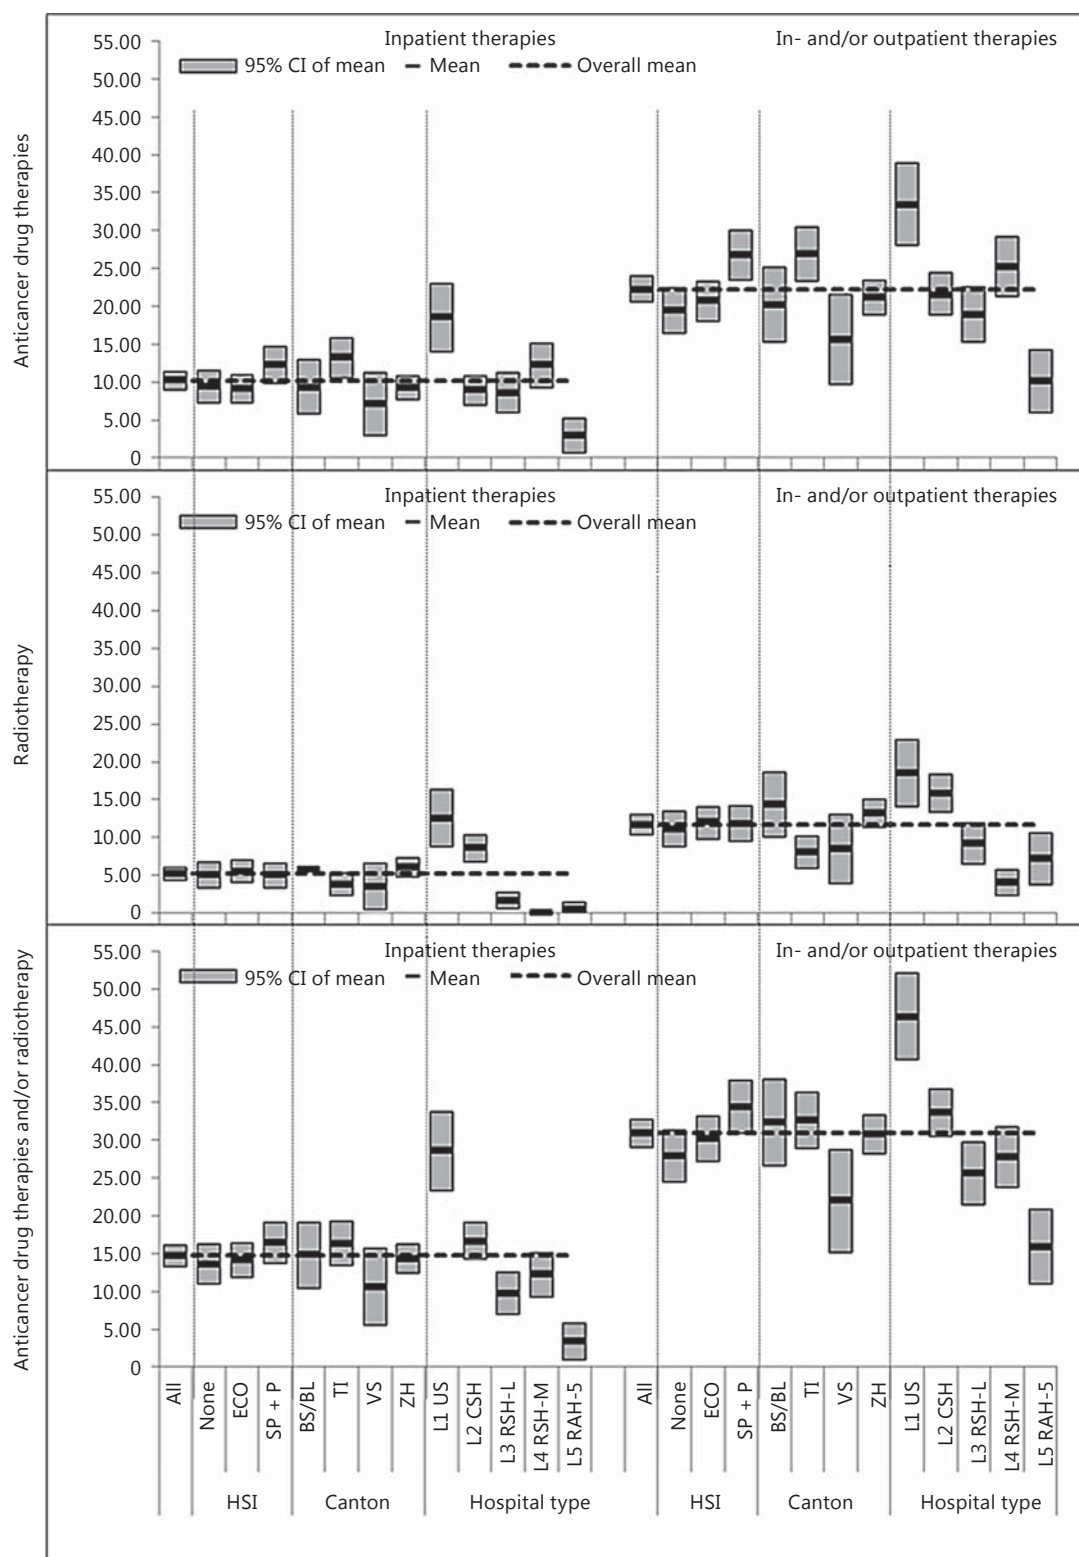 Anticancer drug therapies
Inpatient therapies
In- and/or outpatient therapies
95% CI of mean
Mean
Overall mean
55.00
50.00
45.00
40.00
35.00
30.00
25.00
20.00
15.00
10.00
5.00
0
Radiotherapy
Inpatient therapies
In- and/or outpatient therapies
95% CI of mean
Mean
Overall mean
55.00
50.00
45.00
40.00
35.00
30.00
25.00
20.00
15.00
10.00
5.00
0
Anticancer drug therapies and/or radiotherapy
Inpatient therapies
In- and/or outpatient therapies
95% CI of mean
Mean
Overall mean
55.00
50.00
45.00
40.00
35.00
30.00
25.00
20.00
15.00
10.00
5.00
0
All
None
ECO
SP + P
BS/BL
TI
VS
ZH
L1 US
L2 CSH
L3 RSH-L
L4 RSH-M
L5 RAH-5
All
None
ECO
SP + P
BS/BL
TI
VS
ZH
L1 US
L2 CSH
L3 RSH-L
L4 RSH-M
L5 RAH-5
HSI
Canton
Hospital type
HSI
Canton
Hospital type